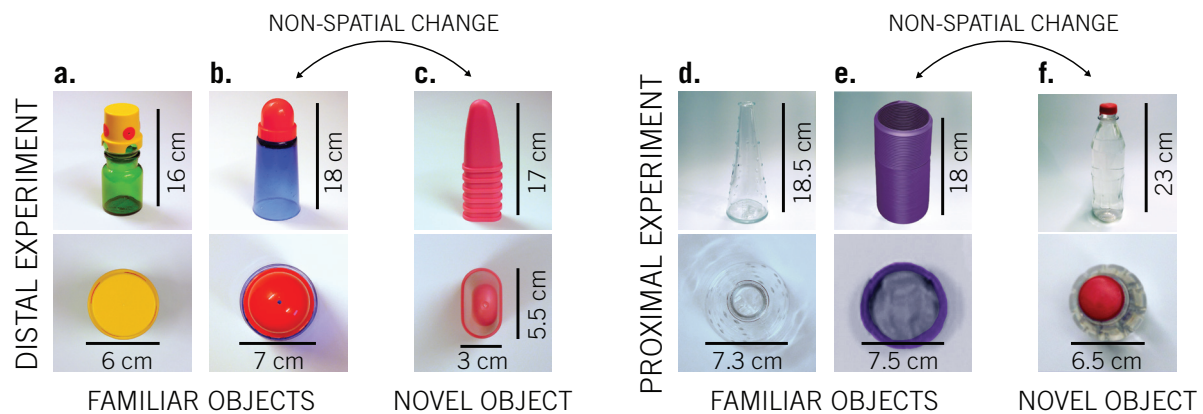 NON-SPATIAL CHANGE
a.
b.
c.
DISTAL EXPERIMENT
16 cm
18 cm
17 cm
6 cm
7 cm
3 cm
5.5 cm
FAMILIAR OBJECTS
NOVEL OBJECT
NON-SPATIAL CHANGE
d.
e.
f.
PROXIMAL EXPERIMENT
18.5 cm
18 cm
23 cm
7.3 cm
7.5 cm
6.5 cm
FAMILIAR OBJECTS
NOVEL OBJECT